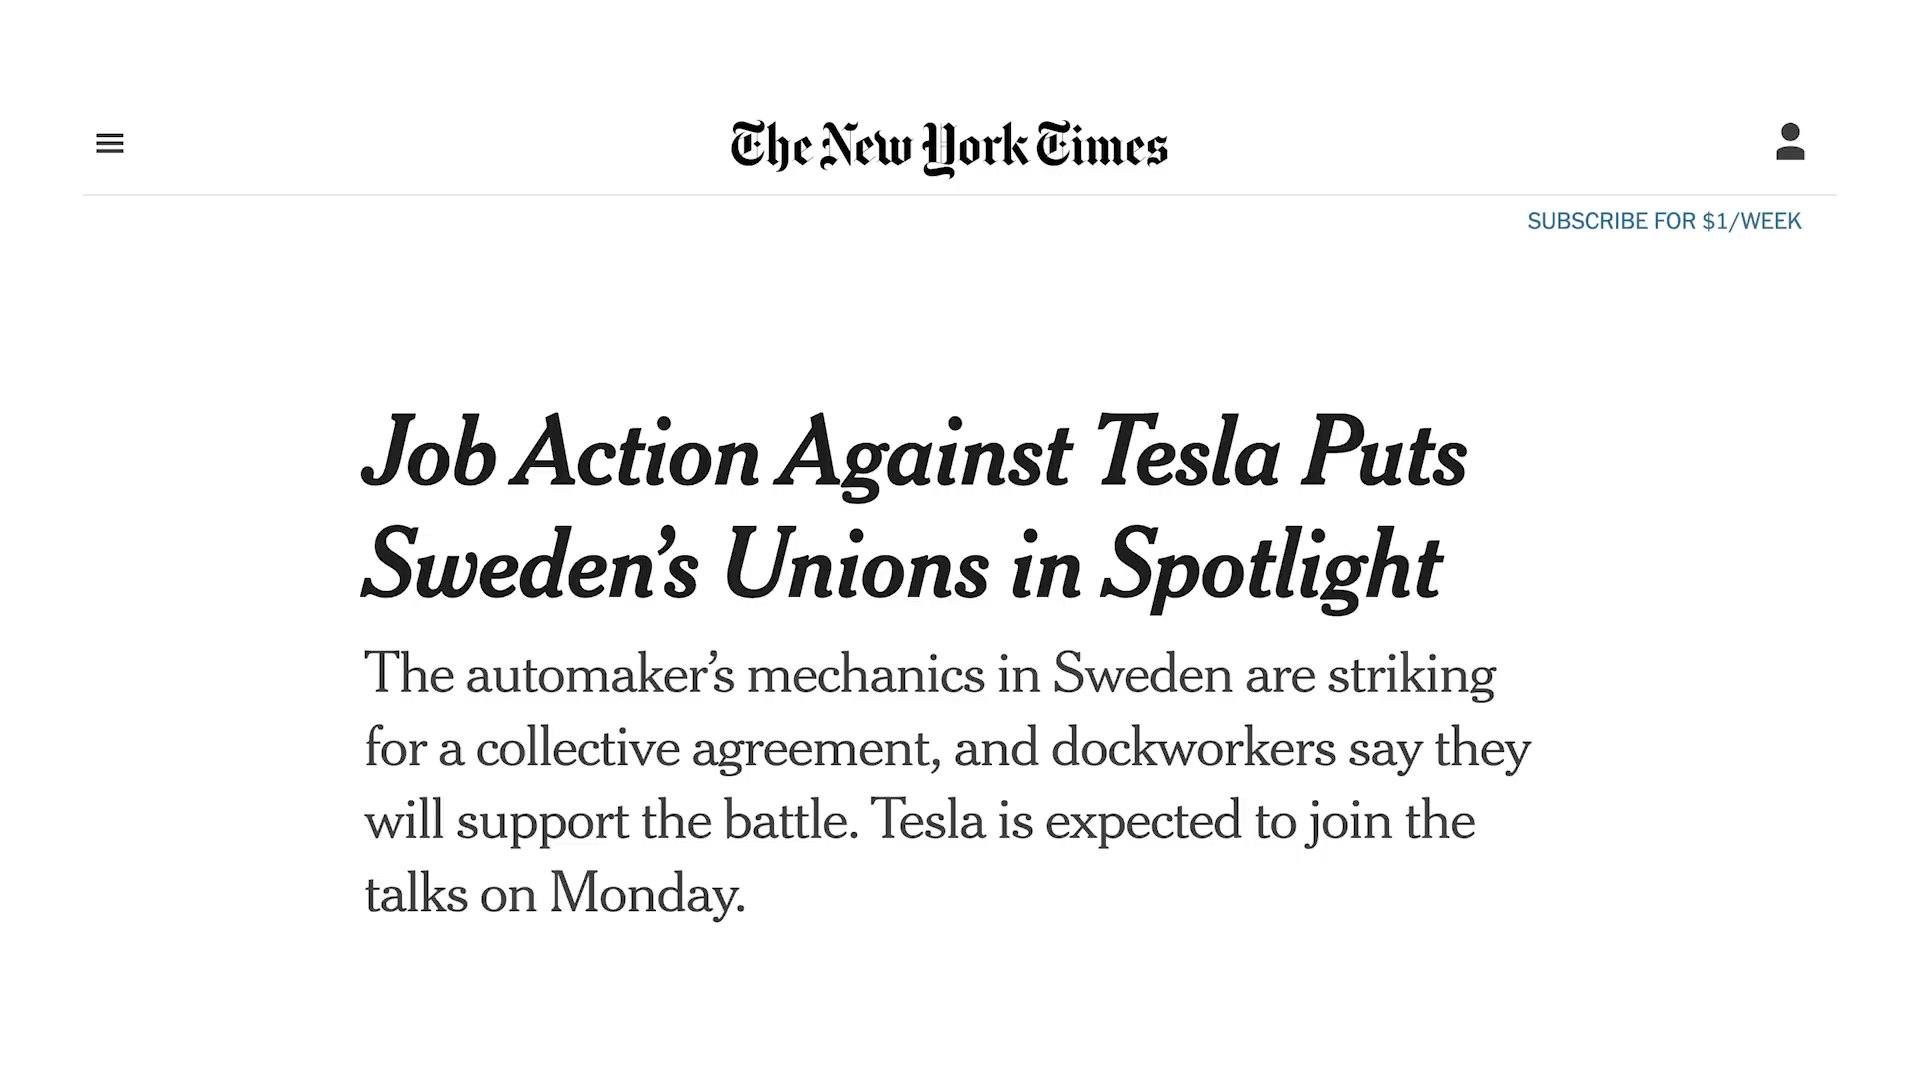 The New York Times
SUBSCRIBE FOR $1/WEEK
Job Action Against Tesla Puts
Sweden’s Unions in Spotlight
The automaker’s mechanics in Sweden are striking
for a collective agreement, and dockworkers say they
will support the battle. Tesla is expected to join the
talks on Monday.